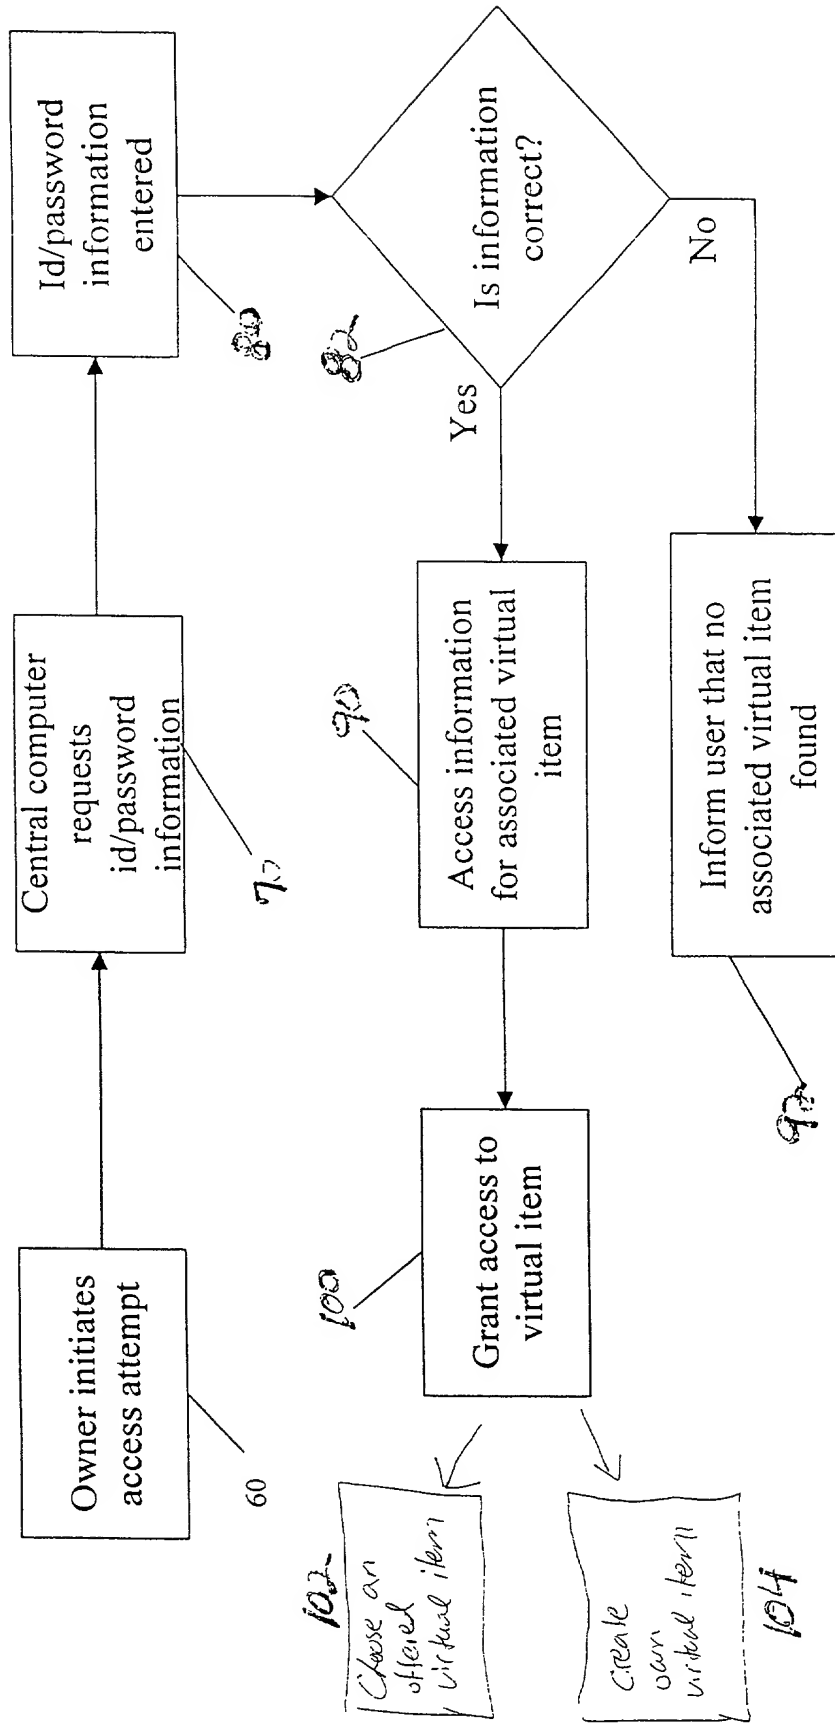 Owner initiates
access attempt
60
Central computer
requests
id/password
information
70
Id/password
information
entered
80
Is information
correct?
82
Yes
No
Access information
for associated virtual
item
90
Inform user that no
associated virtual item
found
92
Grant access to
virtual item
100
Choose an
offered
virtual item
102
Create
own
virtual item
104